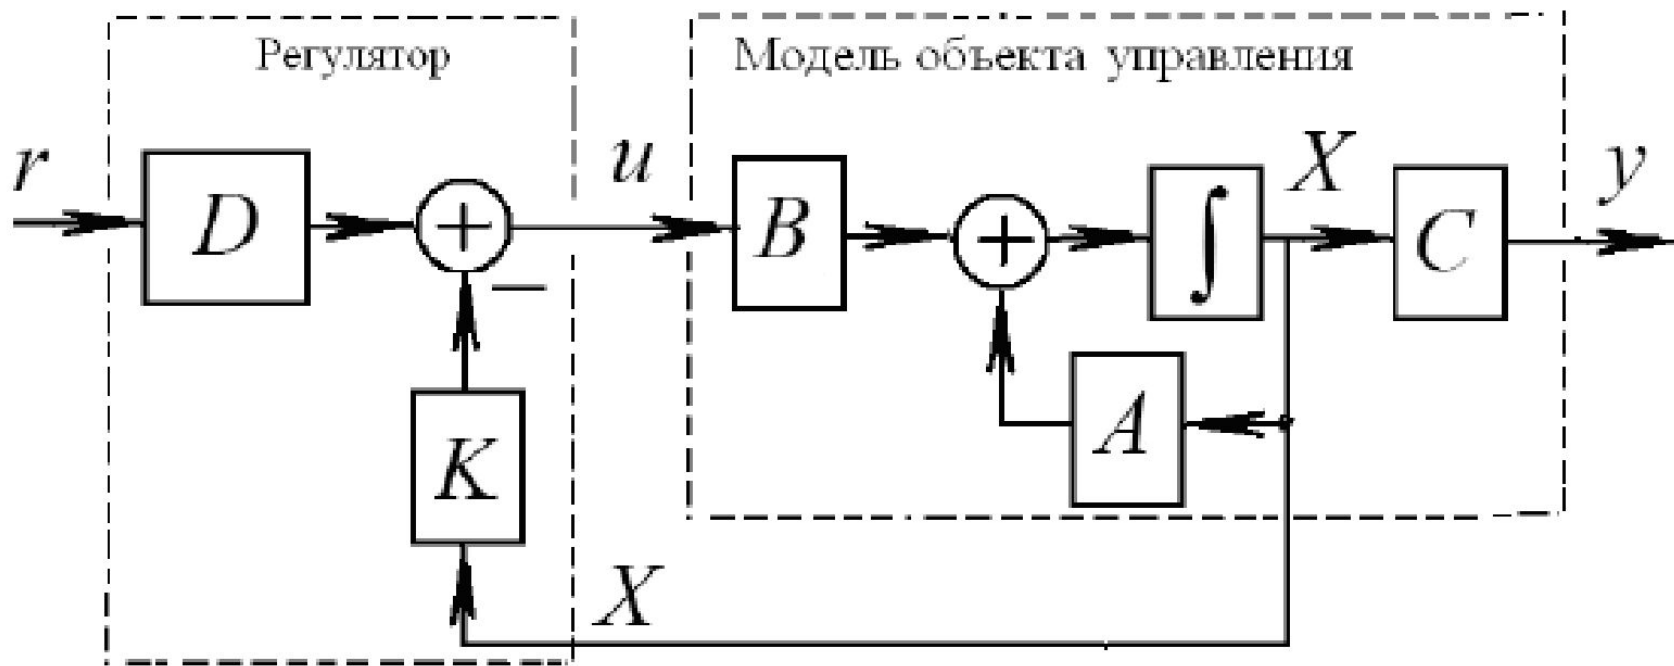 Регулятор
Модель объекта управления
r
D
+
−
u
B
+
∫
X
C
y
A
K
X